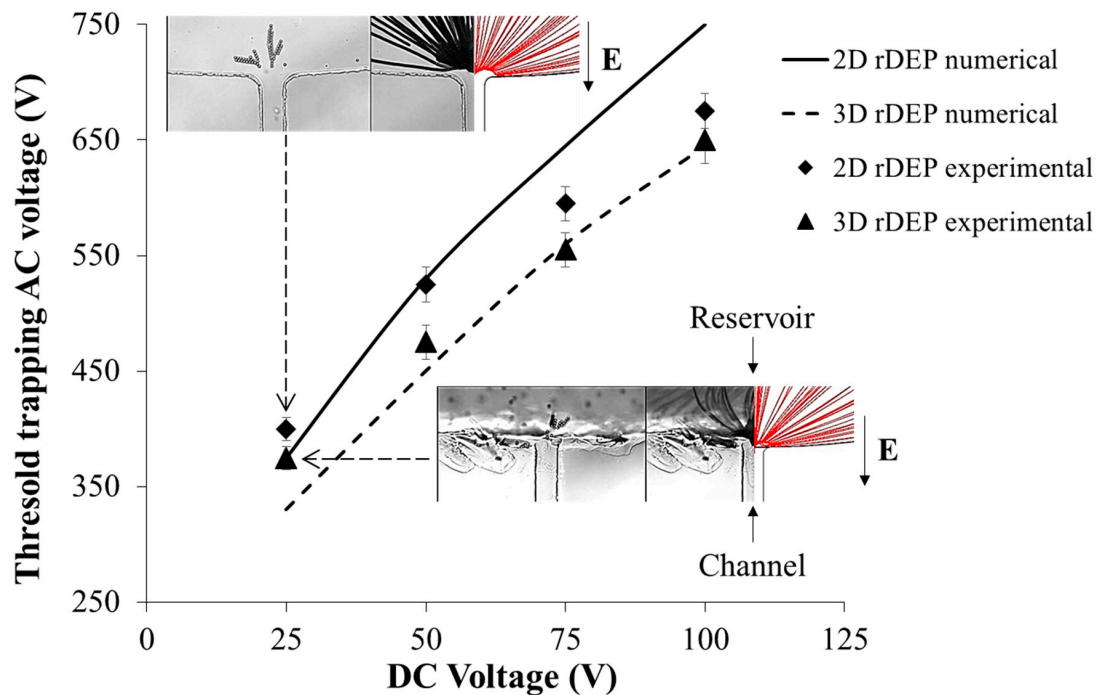 Thresold trapping AC voltage (V)
750
650
550
450
350
250
0
25
50
75
100
125
DC Voltage (V)
E
2D rDEP numerical
3D rDEP numerical
2D rDEP experimental
3D rDEP experimental
Reservoir
E
Channel